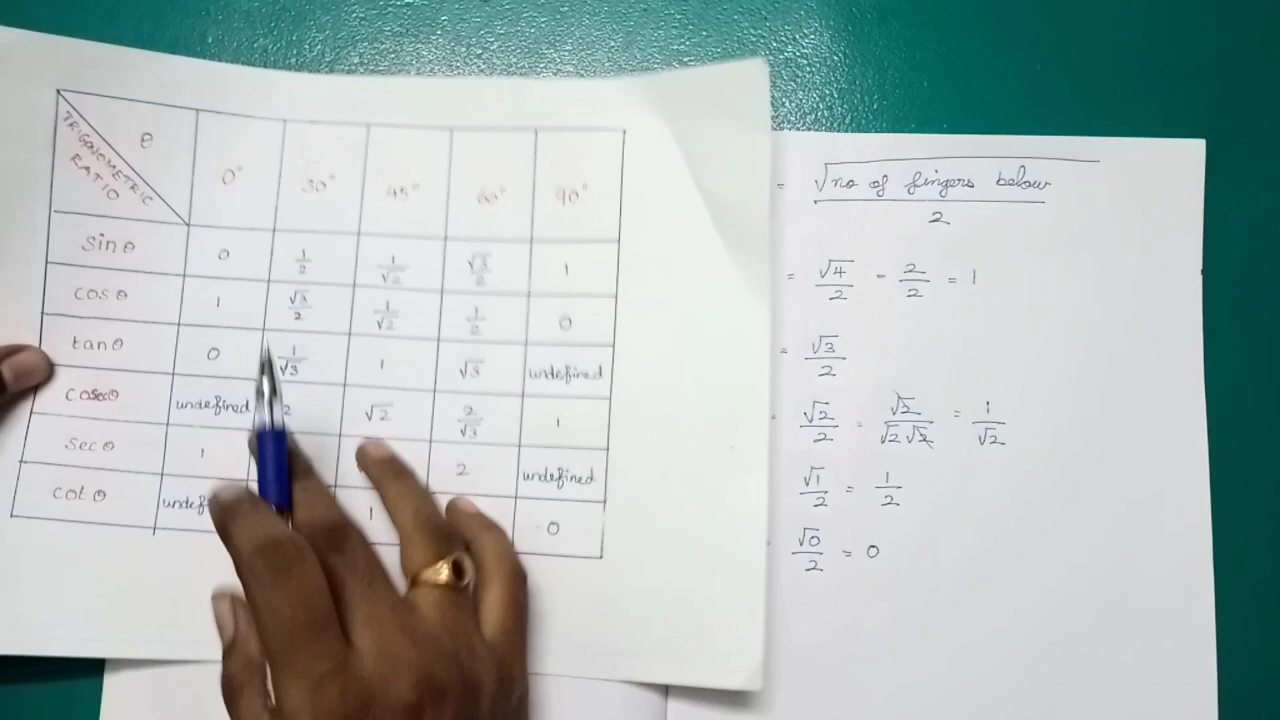 TRIGONOMETRIC RATIO θ 0° 30° 45° 60° 90°
sin θ 0 1/2 1/√2 √3/2 1
cos θ 1 √3/2 1/√2 1/2 0
tan θ 0 1/√3 1 √3 undefined
cosec θ undefined 2 √2 2/√3 1
sec θ 1 2 undefined
cot θ 1 0
= √no of fingers below / 2
= √4/2 - 2/2 = 1
= √3/2
√2/2 = √2/√2√2 = 1/√2
√1/2 = 1/2
√0/2 = 0